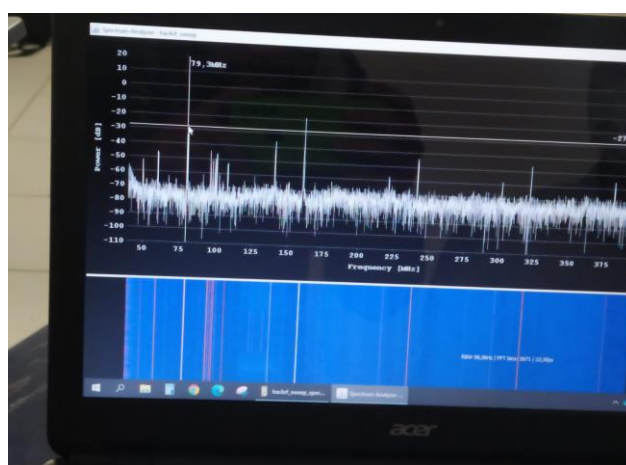 Spectrum Analyzer - hackrf_sweep
79,3MHz
20
10
0
-10
-20
-30
-40
-50
-60
-70
-80
-90
-100
-110
Power [dB]
-27
50 75 100 125 150 175 200 225 250 275 300 325 350 375
Frequency [MHz]
hackrf_sweep_spec...
Spectrum Analyzer ...
acer